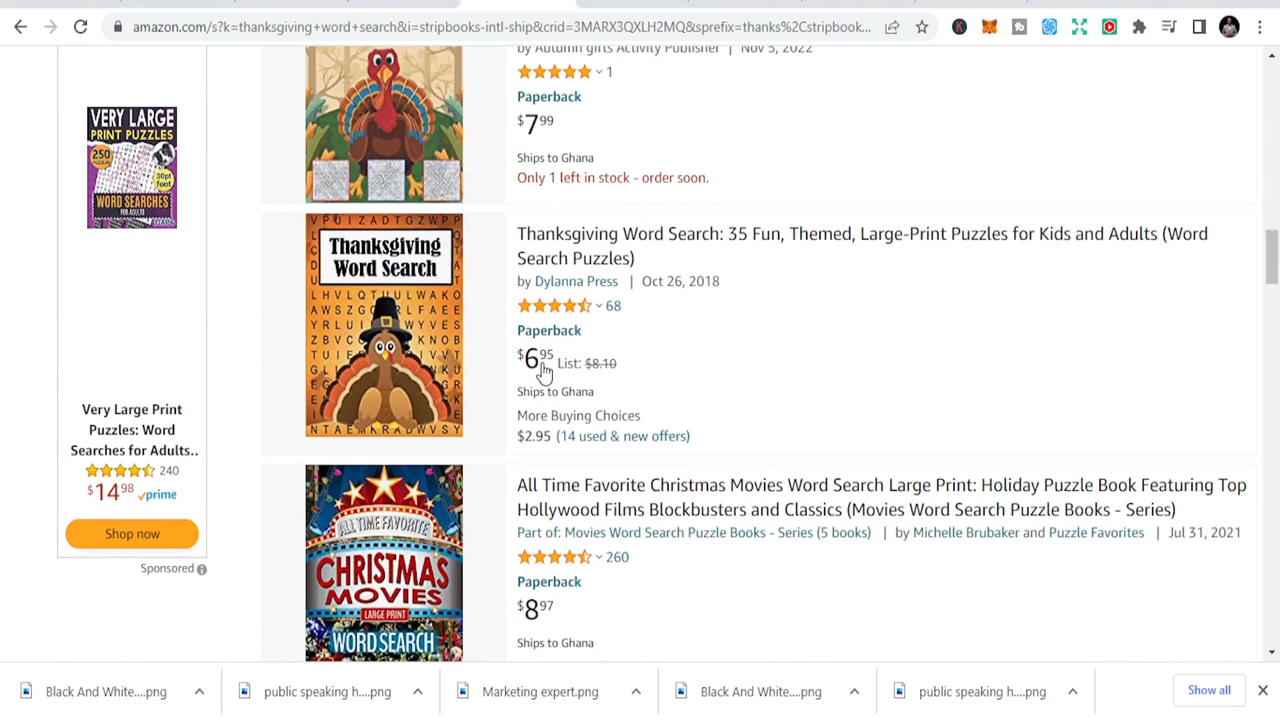 amazon.com/s?k=thanksgiving+word+search&i=stripbooks-intl-ship&crid=3MARX3QXLH2MQ&sprefix=thanks%2Cstripbook...
by Autumn gifts Activity Publisher | Nov 5, 2022
1
Paperback
$7 99
Ships to Ghana
Only 1 left in stock - order soon.
VERY LARGE
PRINT PUZZLES
250
30pt
font
WORD SEARCHES
FOR ADULTS
Very Large Print
Puzzles: Word
Searches for Adults..
240
$14 98 prime
Shop now
Sponsored
Thanksgiving
Word Search
Thanksgiving Word Search: 35 Fun, Themed, Large-Print Puzzles for Kids and Adults (Word
Search Puzzles)
by Dylanna Press | Oct 26, 2018
68
Paperback
$6 95 List: $8.10
Ships to Ghana
More Buying Choices
$2.95 (14 used & new offers)
ALL TIME FAVORITE
CHRISTMAS
MOVIES
LARGE PRINT
WORD SEARCH
All Time Favorite Christmas Movies Word Search Large Print: Holiday Puzzle Book Featuring Top
Hollywood Films Blockbusters and Classics (Movies Word Search Puzzle Books - Series)
Part of: Movies Word Search Puzzle Books - Series (5 books) | by Michelle Brubaker and Puzzle Favorites | Jul 31, 2021
260
Paperback
$8 97
Ships to Ghana
Black And White....png
public speaking h....png
Marketing expert.png
Black And White....png
public speaking h....png
Show all